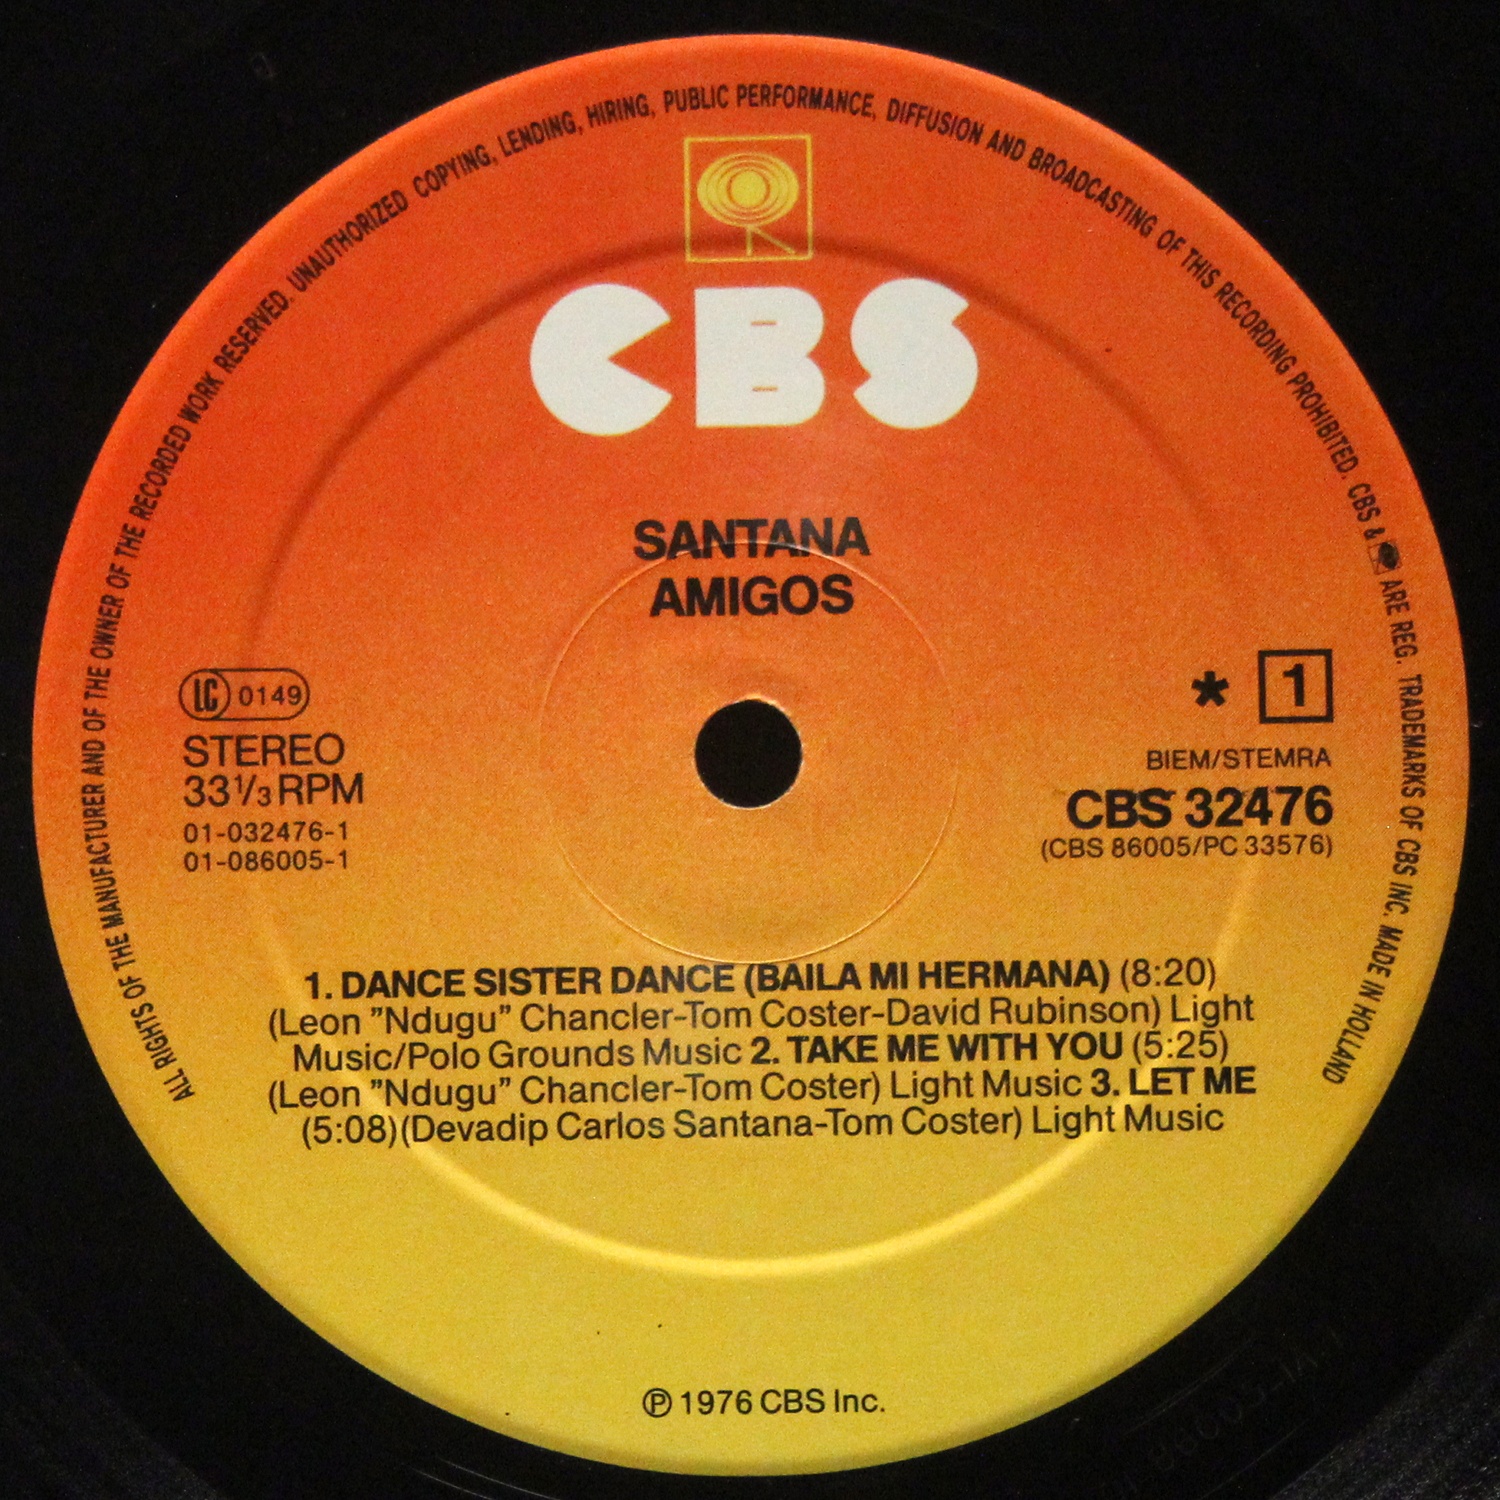 ALL RIGHTS OF THE MANUFACTURER AND OF THE OWNER OF THE RECORDED WORK RESERVED. UNAUTHORIZED COPYING, LENDING, HIRING, PUBLIC PERFORMANCE, DIFFUSION AND BROADCASTING OF THIS RECORDING PROHIBITED. CBS & ARE REG. TRADEMARKS OF CBS INC. MADE IN HOLLAND
CBS
SANTANA
AMIGOS
LC 0149
STEREO
33 1/3 RPM
01-032476-1
01-086005-1
* 1
BIEM/STEMRA
CBS 32476
(CBS 86005/PC 33576)
1. DANCE SISTER DANCE (BAILA MI HERMANA) (8:20)
(Leon ”Ndugu” Chancler-Tom Coster-David Rubinson) Light
Music/Polo Grounds Music 2. TAKE ME WITH YOU (5:25)
(Leon ”Ndugu” Chancler-Tom Coster) Light Music 3. LET ME
(5:08)(Devadip Carlos Santana-Tom Coster) Light Music
℗ 1976 CBS Inc.